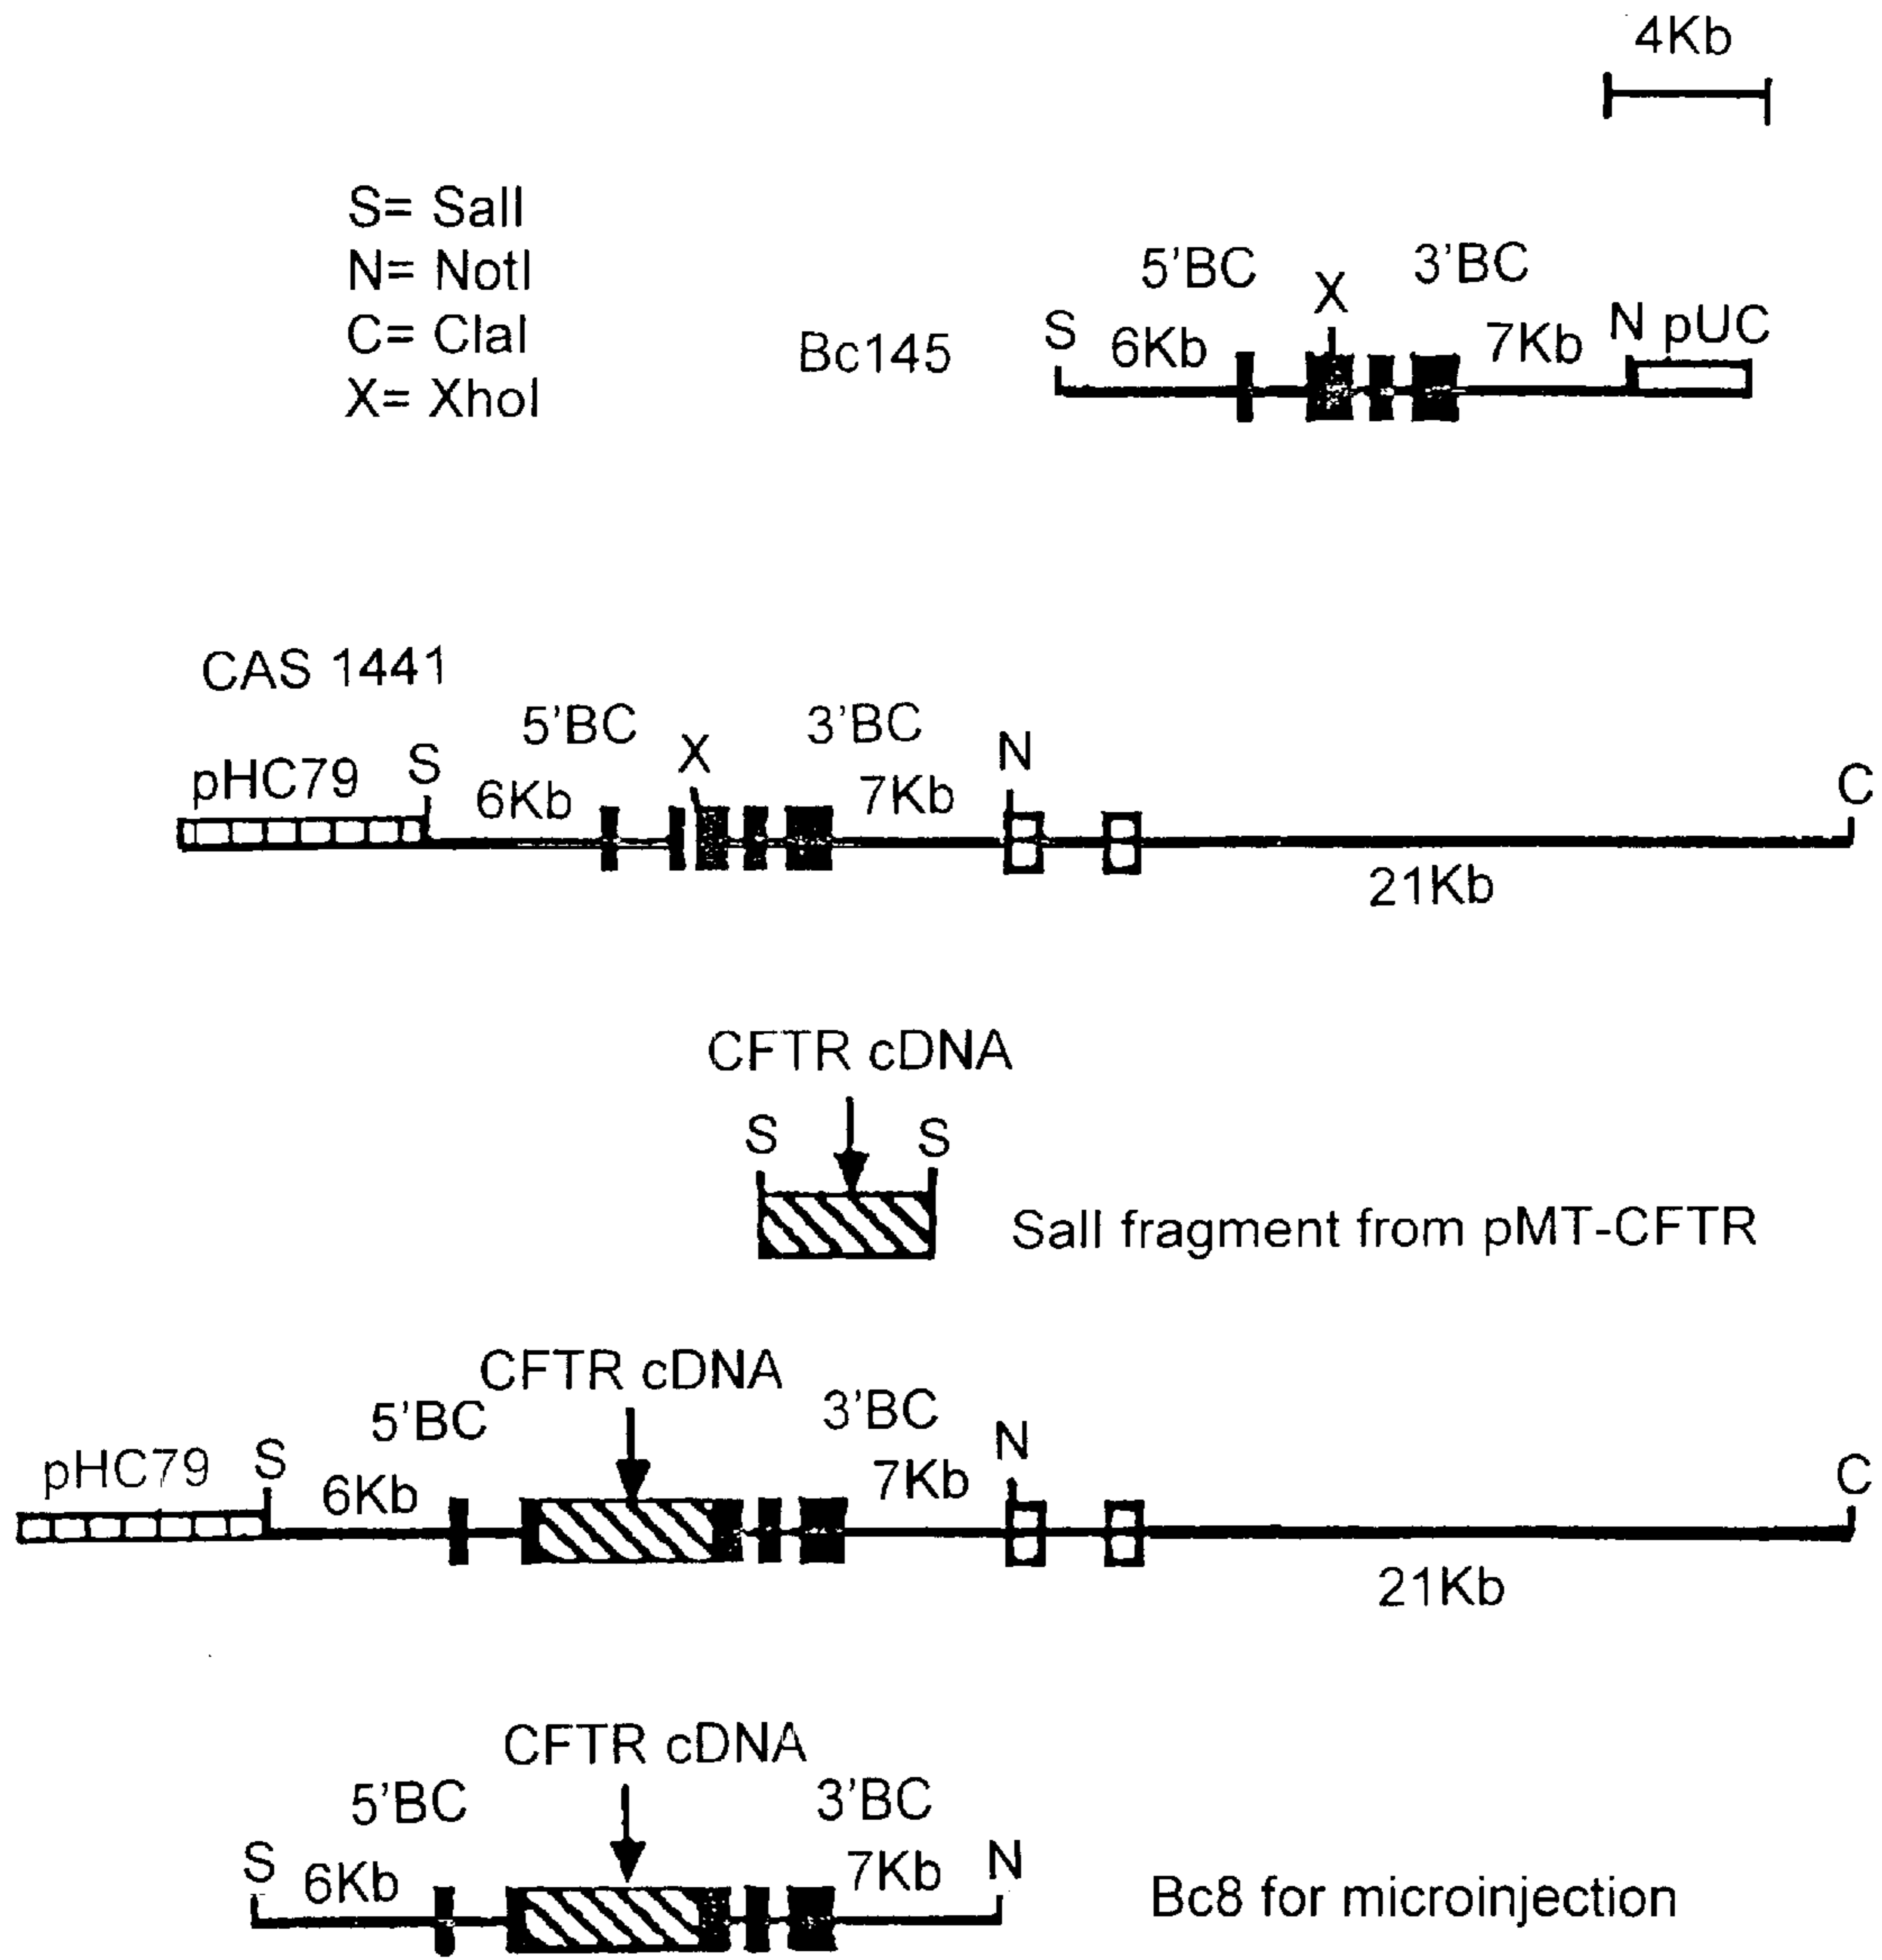 4Kb
S= SalI
N= NotI
C= ClaI
X= XhoI
5'BC X 3'BC
Bc145 S 6Kb 7Kb N pUC
CAS 1441
5'BC X 3'BC N
pHC79 S 6Kb 7Kb C
21Kb
CFTR cDNA
S S
SalI fragment from pMT-CFTR
CFTR cDNA
5'BC 3'BC N
pHC79 S 6Kb 7Kb C
21Kb
CFTR cDNA
5'BC 3'BC
S 6Kb 7Kb N
Bc8 for microinjection